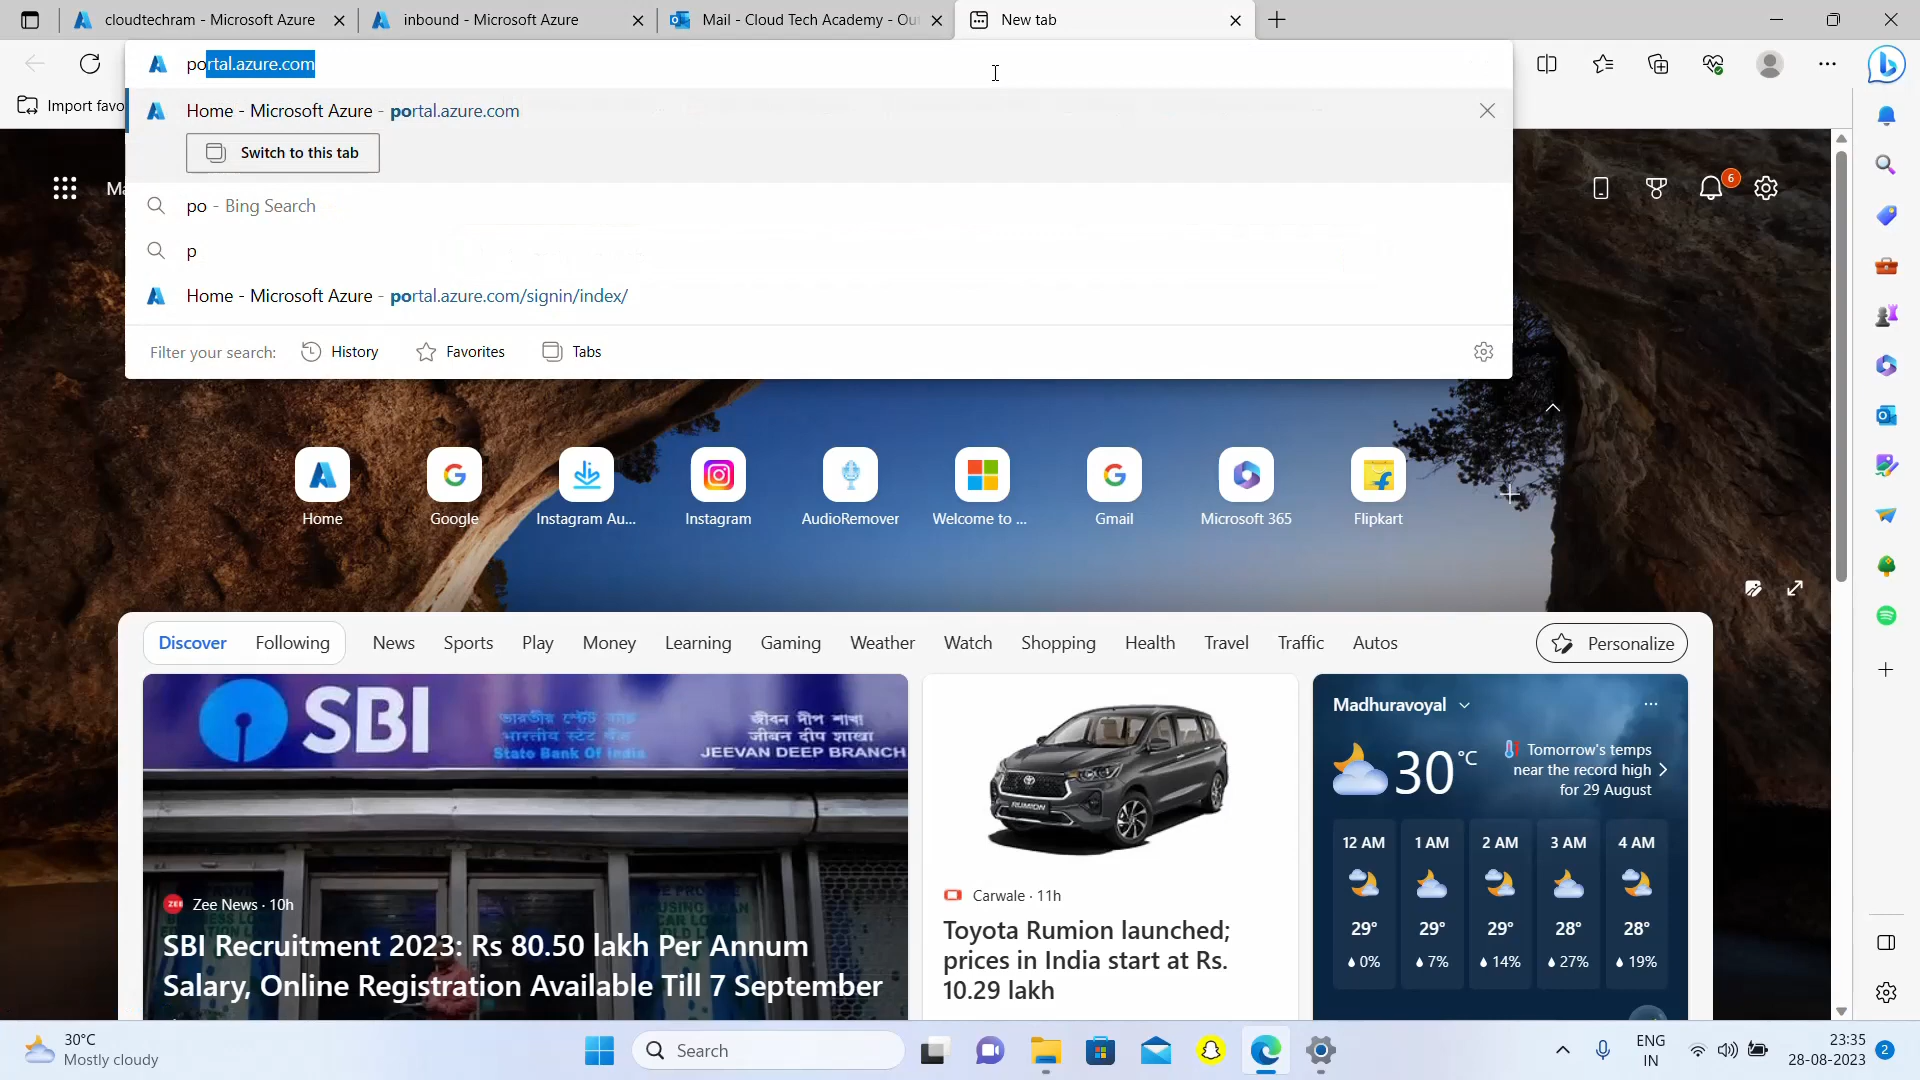 cloudtechram - Microsoft Azure
inbound - Microsoft Azure
Mail - Cloud Tech Academy - Ou
New tab
portal.azure.com
Import favo
Home - Microsoft Azure - portal.azure.com
Switch to this tab
po - Bing Search
p
Home - Microsoft Azure - portal.azure.com/signin/index/
Filter your search:
History
Favorites
Tabs
6
Home
Google
Instagram Au...
Instagram
AudioRemover
Welcome to ...
Gmail
Microsoft 365
Flipkart
Discover
Following
News
Sports
Play
Money
Learning
Gaming
Weather
Watch
Shopping
Health
Travel
Traffic
Autos
Personalize
SBI
भारतीय स्टेट बैंक
State Bank Of India
जीवन दीप शाखा
JEEVAN DEEP BRANCH
Zee News · 10h
SBI Recruitment 2023: Rs 80.50 lakh Per Annum
Salary, Online Registration Available Till 7 September
RUMION
Carwale · 11h
Toyota Rumion launched;
prices in India start at Rs.
10.29 lakh
Madhuravoyal
30 °C
Tomorrow's temps
near the record high
for 29 August
12 AM 1 AM 2 AM 3 AM 4 AM
29° 29° 29° 28° 28°
0% 7% 14% 27% 19%
30°C
Mostly cloudy
Search
ENG
IN
23:35
28-08-2023
2